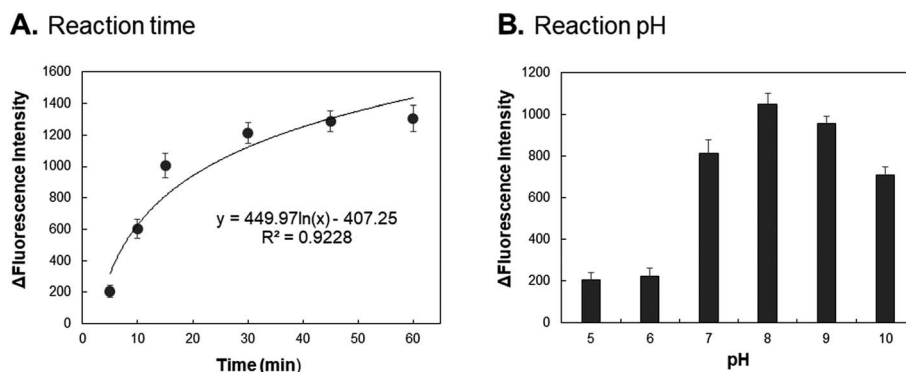 A. Reaction time
1600
1400
1200
1000
800
600
400
200
0
ΔFluorescence Intensity
y = 449.97ln(x) - 407.25
R² = 0.9228
0 10 20 30 40 50 60
Time (min)
B. Reaction pH
1200
1000
800
600
400
200
0
ΔFluorescence Intensity
5 6 7 8 9 10
pH